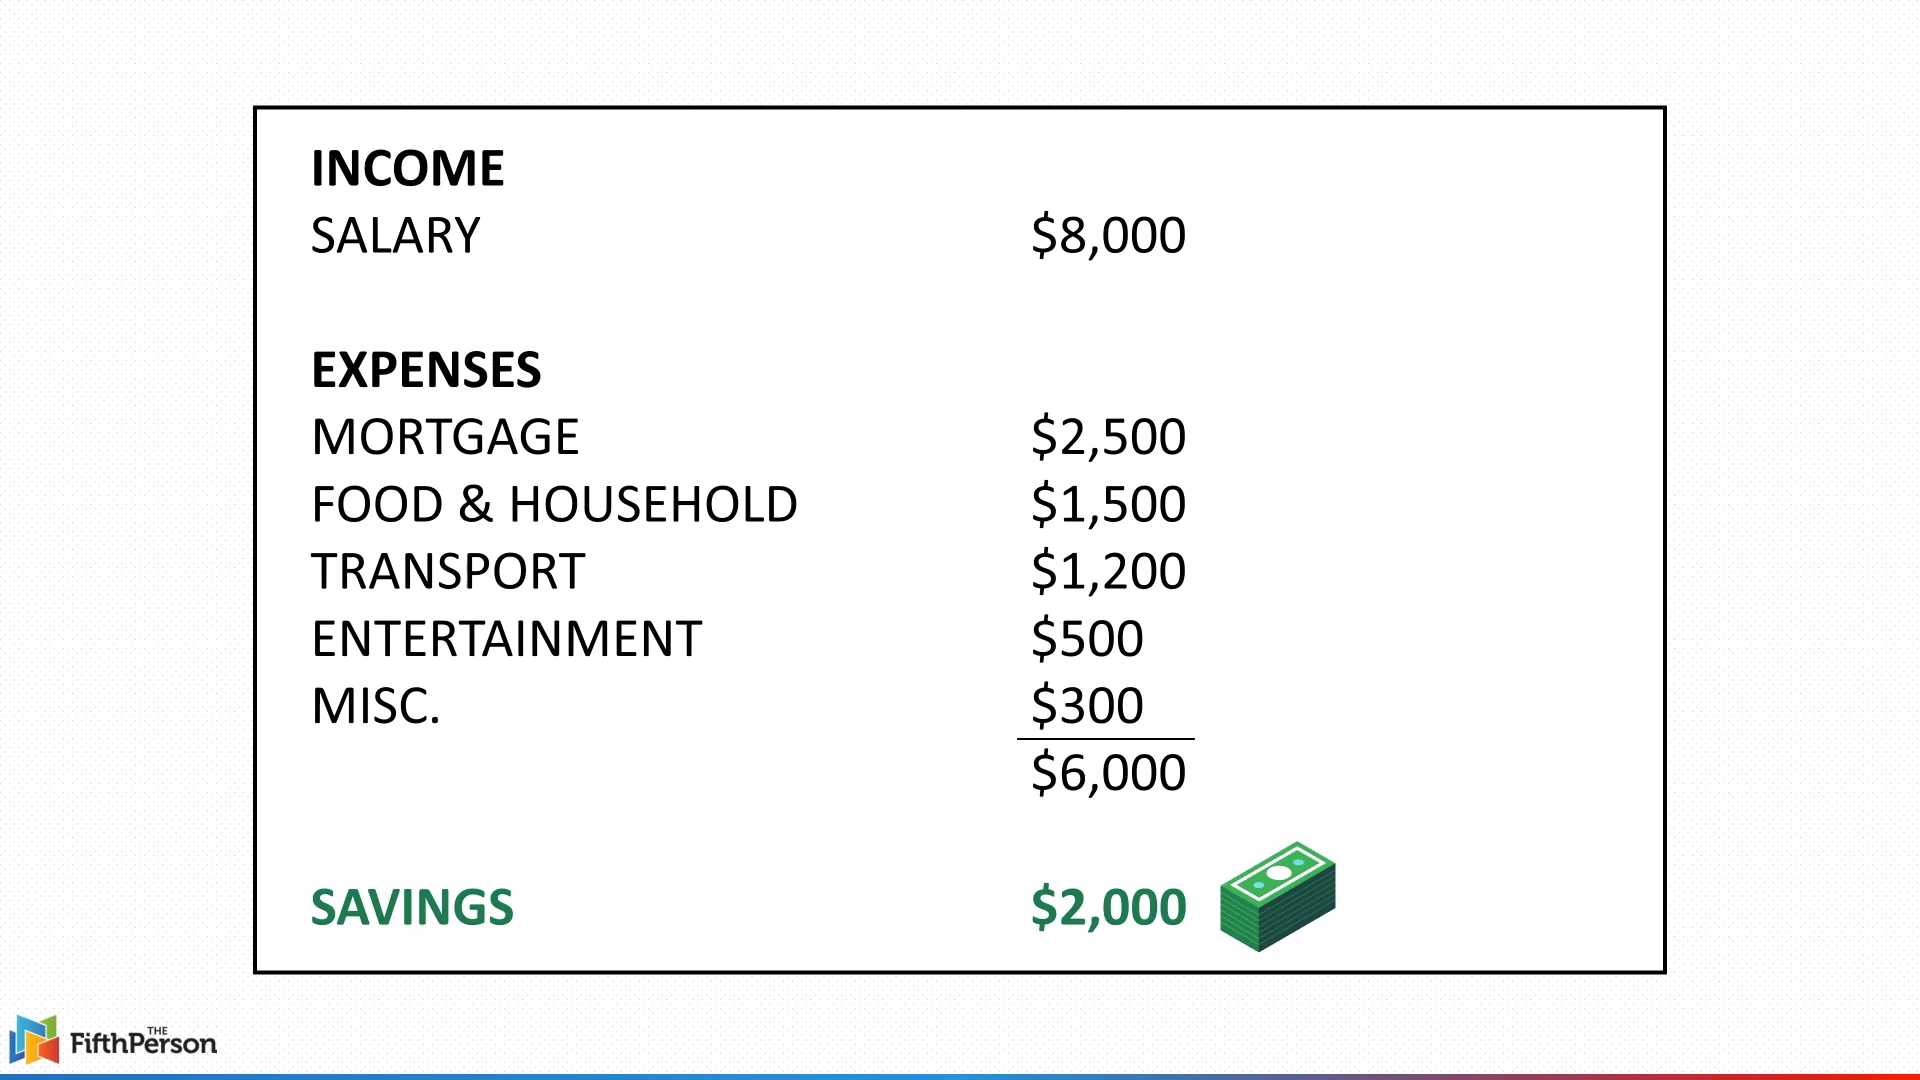 INCOME
SALARY $8,000
EXPENSES
MORTGAGE $2,500
FOOD & HOUSEHOLD $1,500
TRANSPORT $1,200
ENTERTAINMENT $500
MISC. $300
$6,000
SAVINGS $2,000
THE
FifthPerson